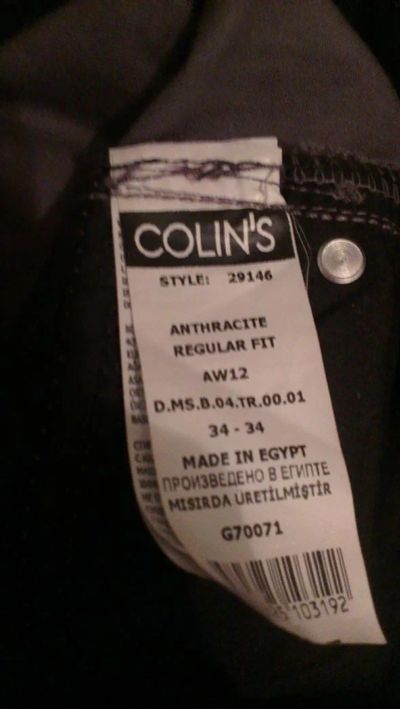 COLIN'S
STYLE: 29146
ANTHRACITE
REGULAR FIT
AW12
D.MS.B.04.TR.00.01
34 - 34
MADE IN EGYPT
ПРОИЗВЕДЕНО В ЕГИПТЕ
MISIRDA ÜRETİLMİŞTİR
G70071
103192